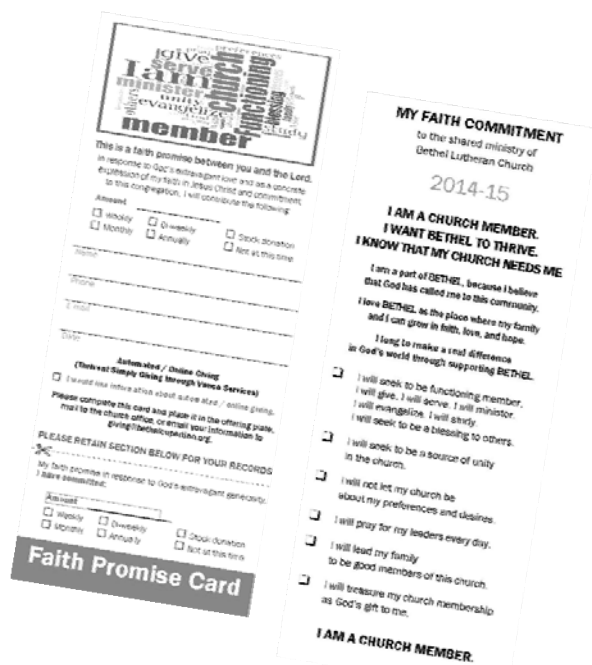 give
preferences
serve
I am
church
functioning
minister
unity
blessing
evangelize
study
member
This is a faith promise between you and the Lord.
In response to God's extravagant love and as a concrete
expression of my faith in Jesus Christ and commitment
to this congregation, I will contribute the following:
Amount
Weekly Bi-weekly Stock donation
Monthly Annually Not at this time
Name
Phone
E-mail
Date
Automated / Online Giving
(Thrivent Simply Giving through Vanco Services)
I would like information about automated / online giving.
Please complete this card and place it in the offering plate,
mail to the church office, or email your information to
giving@bethelcupertino.org.
PLEASE RETAIN SECTION BELOW FOR YOUR RECORDS
My faith promise in response to God's extravagant generosity.
I have committed:
Amount
Weekly Bi-weekly Stock donation
Monthly Annually Not at this time
Faith Promise Card
MY FAITH COMMITMENT
to the shared ministry of
Bethel Lutheran Church
2014-15
I AM A CHURCH MEMBER.
I WANT BETHEL TO THRIVE.
I KNOW THAT MY CHURCH NEEDS ME
I am a part of BETHEL, because I believe
that God has called me to this community.
I love BETHEL as the place where my family
and I can grow in faith, love, and hope.
I long to make a real difference
in God's world through supporting BETHEL.
I will seek to be functioning member.
I will give. I will serve. I will minister.
I will evangelize. I will study.
I will seek to be a blessing to others.
I will seek to be a source of unity
in the church.
I will not let my church be
about my preferences and desires.
I will pray for my leaders every day.
I will lead my family
to be good members of this church.
I will treasure my church membership
as God's gift to me.
I AM A CHURCH MEMBER.